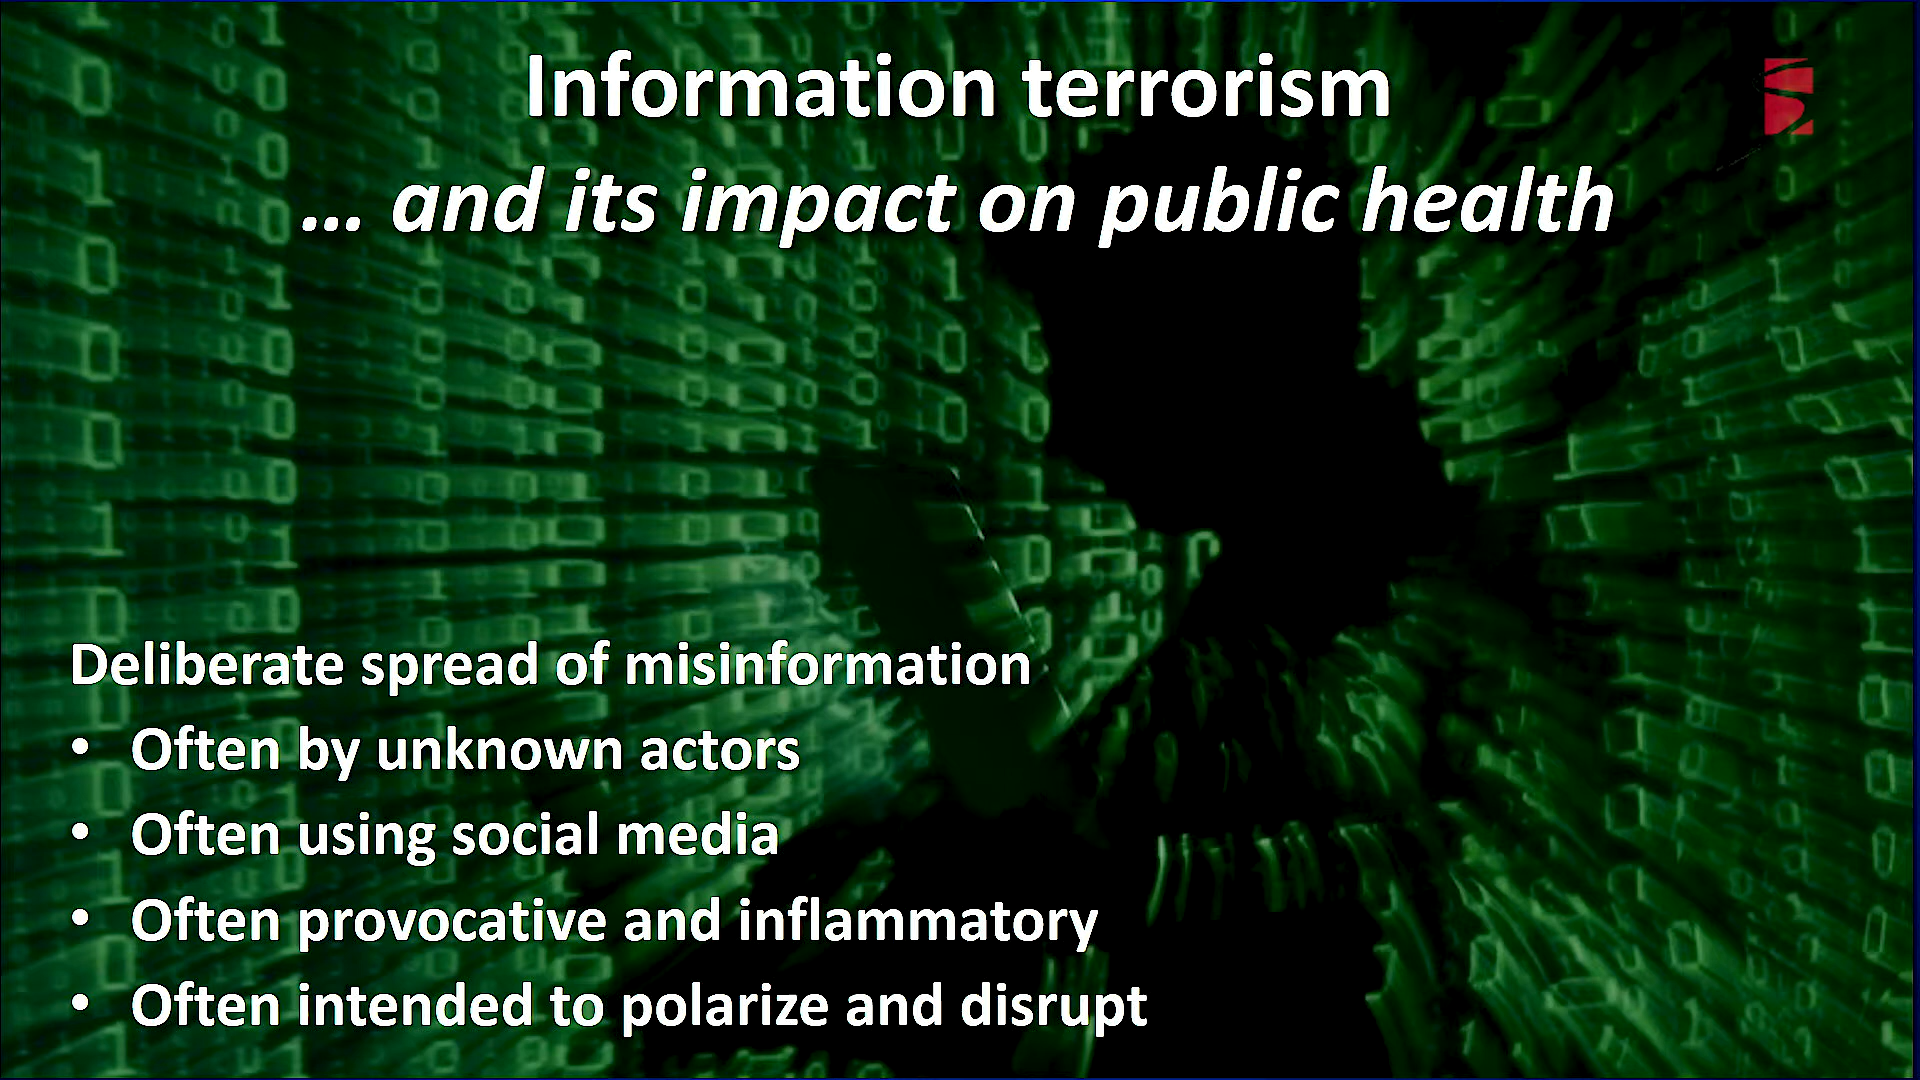 Information terrorism
... and its impact on public health
Deliberate spread of misinformation
• Often by unknown actors
• Often using social media
• Often provocative and inflammatory
• Often intended to polarize and disrupt